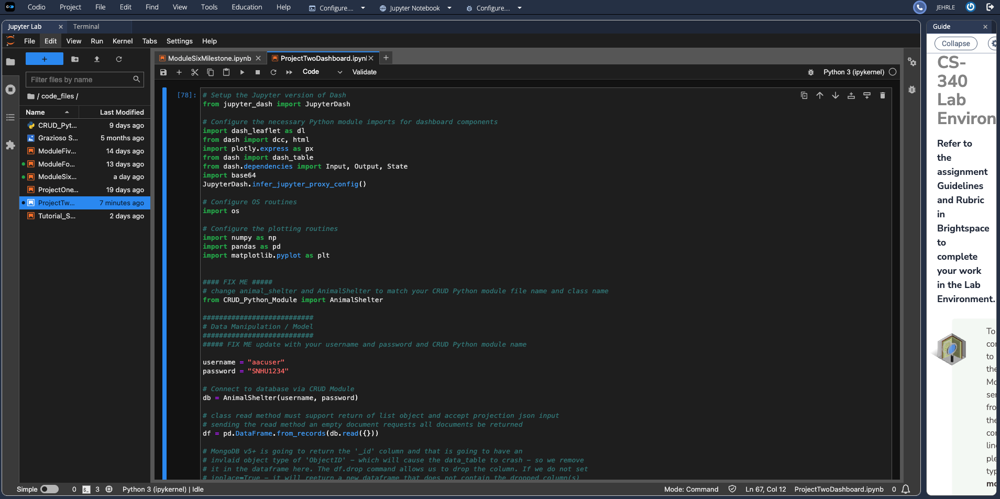 Codio Project File Edit Find View Tools Education Help Configure.... Jupyter Notebook Configure.... JEHRLE
Jupyter Lab Terminal Guide
File Edit View Run Kernel Tabs Settings Help
Collapse
ModuleSixMilestone.ipynb ProjectTwoDashboard.ipynl
Code Validate Python 3 (ipykernel)
Filter files by name
/ code_files /
Name Last Modified
CRUD_Pyt... 9 days ago
Grazioso S... 5 months ago
ModuleFiv... 14 days ago
ModuleFo... 13 days ago
ModuleSix... a day ago
ProjectOne... 19 days ago
ProjectTw... 7 minutes ago
Tutorial_S... 2 days ago
[78]: # Setup the Jupyter version of Dash
from jupyter_dash import JupyterDash
# Configure the necessary Python module imports for dashboard components
import dash_leaflet as dl
from dash import dcc, html
import plotly.express as px
from dash import dash_table
from dash.dependencies import Input, Output, State
import base64
JupyterDash.infer_jupyter_proxy_config()
# Configure OS routines
import os
# Configure the plotting routines
import numpy as np
import pandas as pd
import matplotlib.pyplot as plt
#### FIX ME #####
# change animal_shelter and AnimalShelter to match your CRUD Python module file name and class name
from CRUD_Python_Module import AnimalShelter
###########################
# Data Manipulation / Model
###########################
##### FIX ME update with your username and password and CRUD Python module name
username = "aacuser"
password = "SNHU1234"
# Connect to database via CRUD Module
db = AnimalShelter(username, password)
# class read method must support return of list object and accept projection json input
# sending the read method an empty document requests all documents be returned
df = pd.DataFrame.from_records(db.read({}))
# MongoDB v5+ is going to return the '_id' column and that is going to have an
# invlaid object type of 'ObjectID' - which will cause the data_table to crash - so we remove
# it in the dataframe here. The df.drop command allows us to drop the column. If we do not set
# inplace=True - it will reeturn a new dataframe that does not contain the dropped column(s)
CS-
340
Lab
Environ
Refer to
the
assignment
Guidelines
and Rubric
in
Brightspace
to
complete
your work
in the Lab
Environment.
To
cor
to
the
Mo
ser
fro
the
cor
line
ple
typ
mo
Simple 0 3 Python 3 (ipykernel) | Idle Mode: Command Ln 67, Col 12 ProjectTwoDashboard.ipynb 0